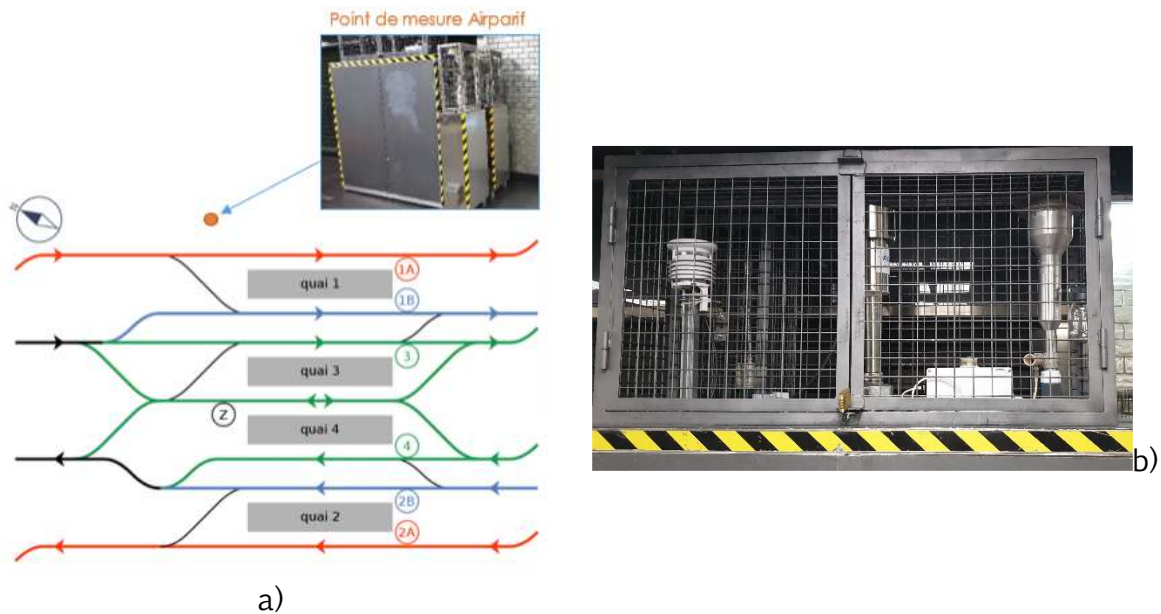 Point de mesure Airparif
N
1A
quai 1
1B
3
quai 3
Z
quai 4
4
2B
quai 2
2A
a)
b)